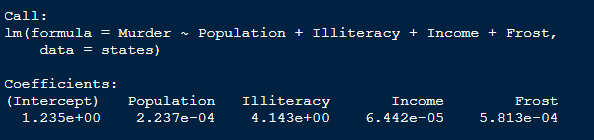 Call:
lm(formula = Murder ~ Population + Illiteracy + Income + Frost,
    data = states)
Coefficients:
(Intercept)   Population   Illiteracy       Income        Frost
  1.235e+00    2.237e-04    4.143e+00    6.442e-05    5.813e-04